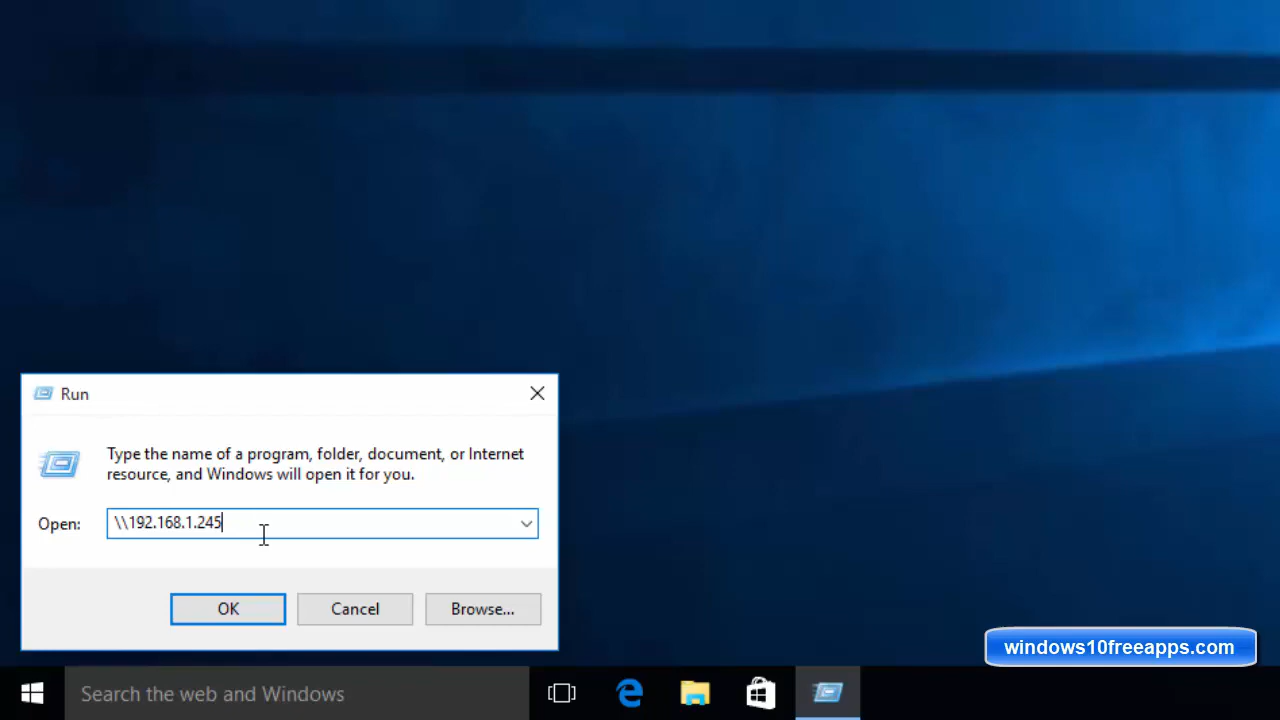 Run
Type the name of a program, folder, document, or Internet
resource, and Windows will open it for you.
Open: \\192.168.1.245
OK Cancel Browse...
windows10freeapps.com
Search the web and Windows